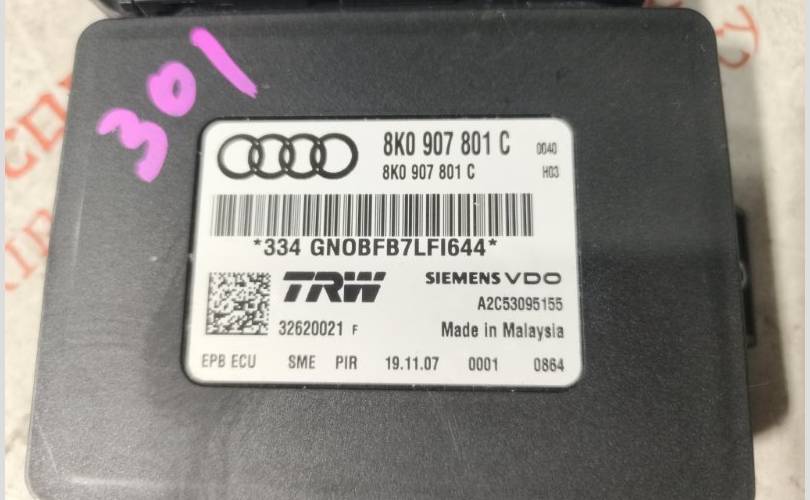 301
8K0 907 801 C 0040
8K0 907 801 C H03
*334 GNOBFB7LFI644*
TRW SIEMENS VDO
A2C53095155
32620021 F Made in Malaysia
EPB ECU SME PIR 19.11.07 0001 0864